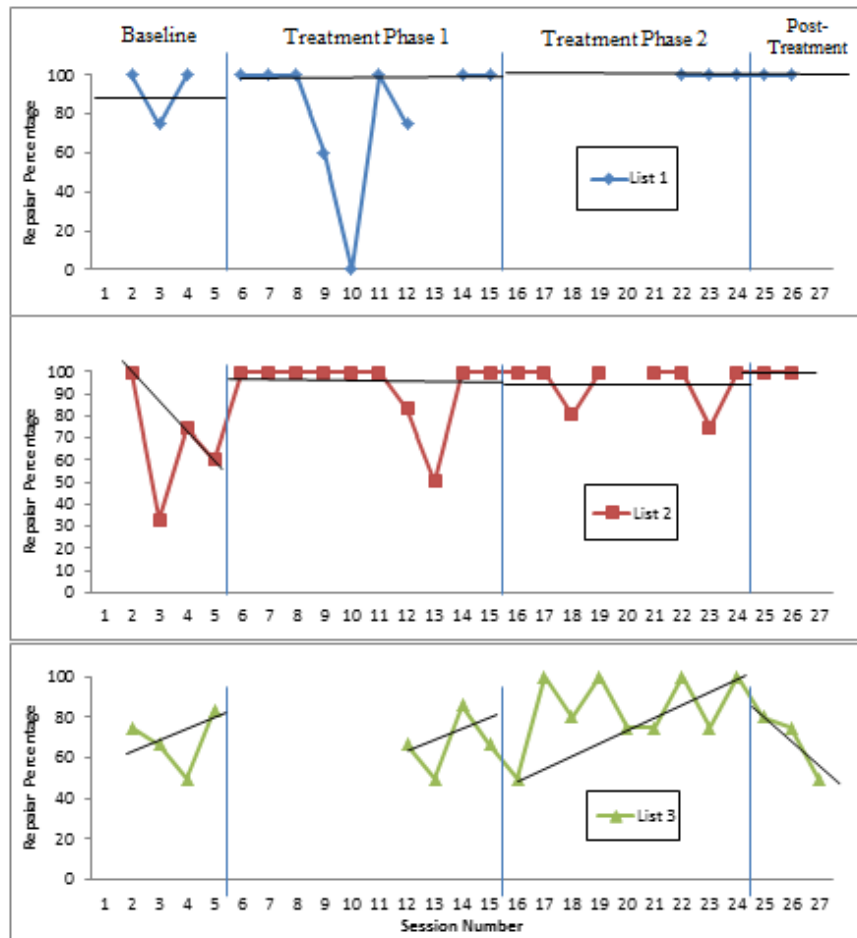 Baseline Treatment Phase 1 Treatment Phase 2 Post-
Treatment
Repaiar Percentage
100
80
60
40
20
0
List 1
1 2 3 4 5 6 7 8 9 10 11 12 14 15 16 17 18 19 20 21 22 23 24 25 26 27
Repaiar Percentage
100
90
80
70
60
50
40
30
20
10
0
List 2
1 2 3 4 5 6 7 8 9 10 11 12 13 14 15 16 17 18 19 20 21 22 23 24 25 26 27
Repaiar Percentage
100
80
60
40
20
0
List 3
1 2 3 4 5 6 7 8 9 10 11 12 13 14 15 16 17 18 19 20 21 22 23 24 25 26 27
Session Number